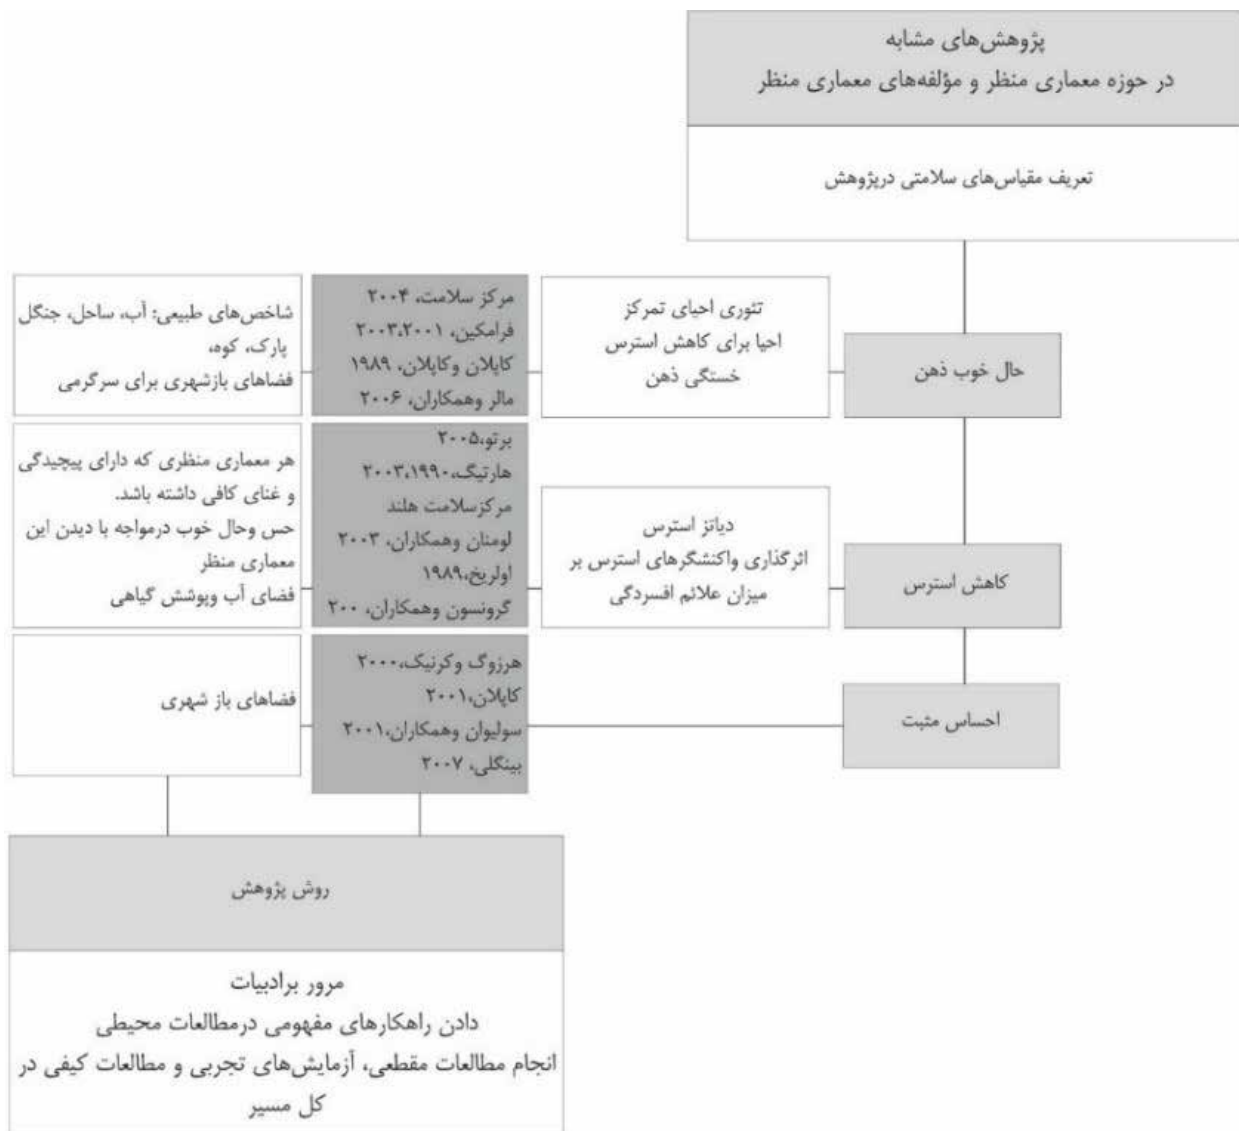 پژوهش‌های مشابه
در حوزه معماری منظر و مؤلفه‌های معماری منظر
تعریف مقیاس‌های سلامتی درپژوهش
حال خوب ذهن
تئوری احیای تمرکز
احیا برای کاهش استرس
خستگی ذهن
مرکز سلامت، ۲۰۰۴
فرامکین، ۲۰۰۳،۲۰۰۱
کاپلان وکاپلان، ۱۹۸۹
مالر وهمکاران، ۲۰۰۶
شاخص‌های طبیعی: آب، ساحل، جنگل
پارک، کوه،
فضاهای بازشهری برای سرگرمی
کاهش استرس
دیاتز استرس
اثرگذاری واکنشگرهای استرس بر
میزان علائم افسردگی
برتو،۲۰۰۵
هارتیگ،۲۰۰۳،۱۹۹۰
مرکزسلامت هلند
لومنان وهمکاران، ۲۰۰۳
اولریخ،۱۹۸۹
گرونسون وهمکاران، ۲۰۰
هر معماری منظری که دارای پیچیدگی
و غنای کافی داشته باشد.
حس وحال خوب درمواجه با دیدن این
معماری منظر
فضای آب وپوشش گیاهی
احساس مثبت
هرزوگ وکرنیک،۲۰۰۰
کاپلان،۲۰۰۱
سولیوان وهمکاران،۲۰۰۱
بینگلی، ۲۰۰۷
فضاهای باز شهری
روش پژوهش
مرور برادبیات
دادن راهکارهای مفهومی درمطالعات محیطی
انجام مطالعات مقطعی، آزمایش‌های تجربی و مطالعات کیفی در
کل مسیر